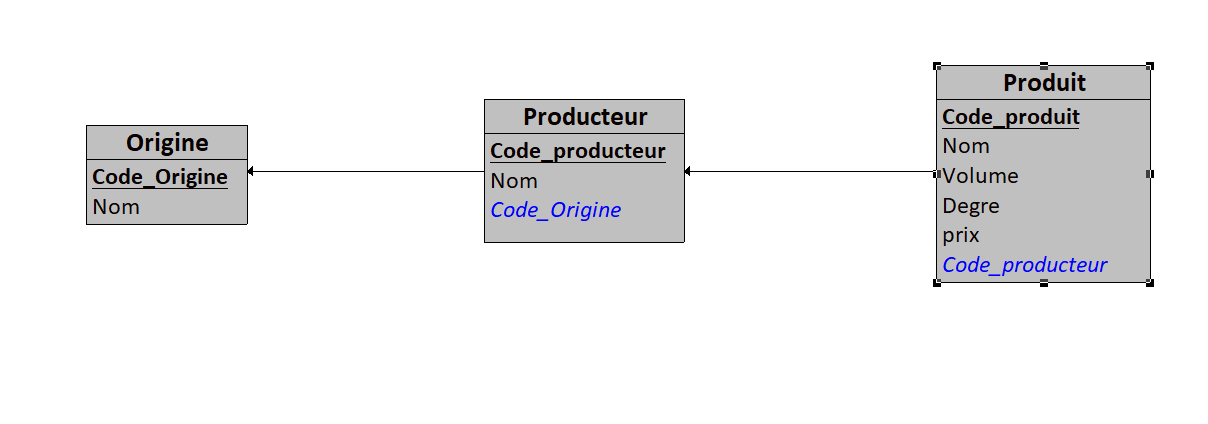 Origine
Code_Origine
Nom
Producteur
Code_producteur
Nom
Code_Origine
Produit
Code_produit
Nom
Volume
Degre
prix
Code_producteur